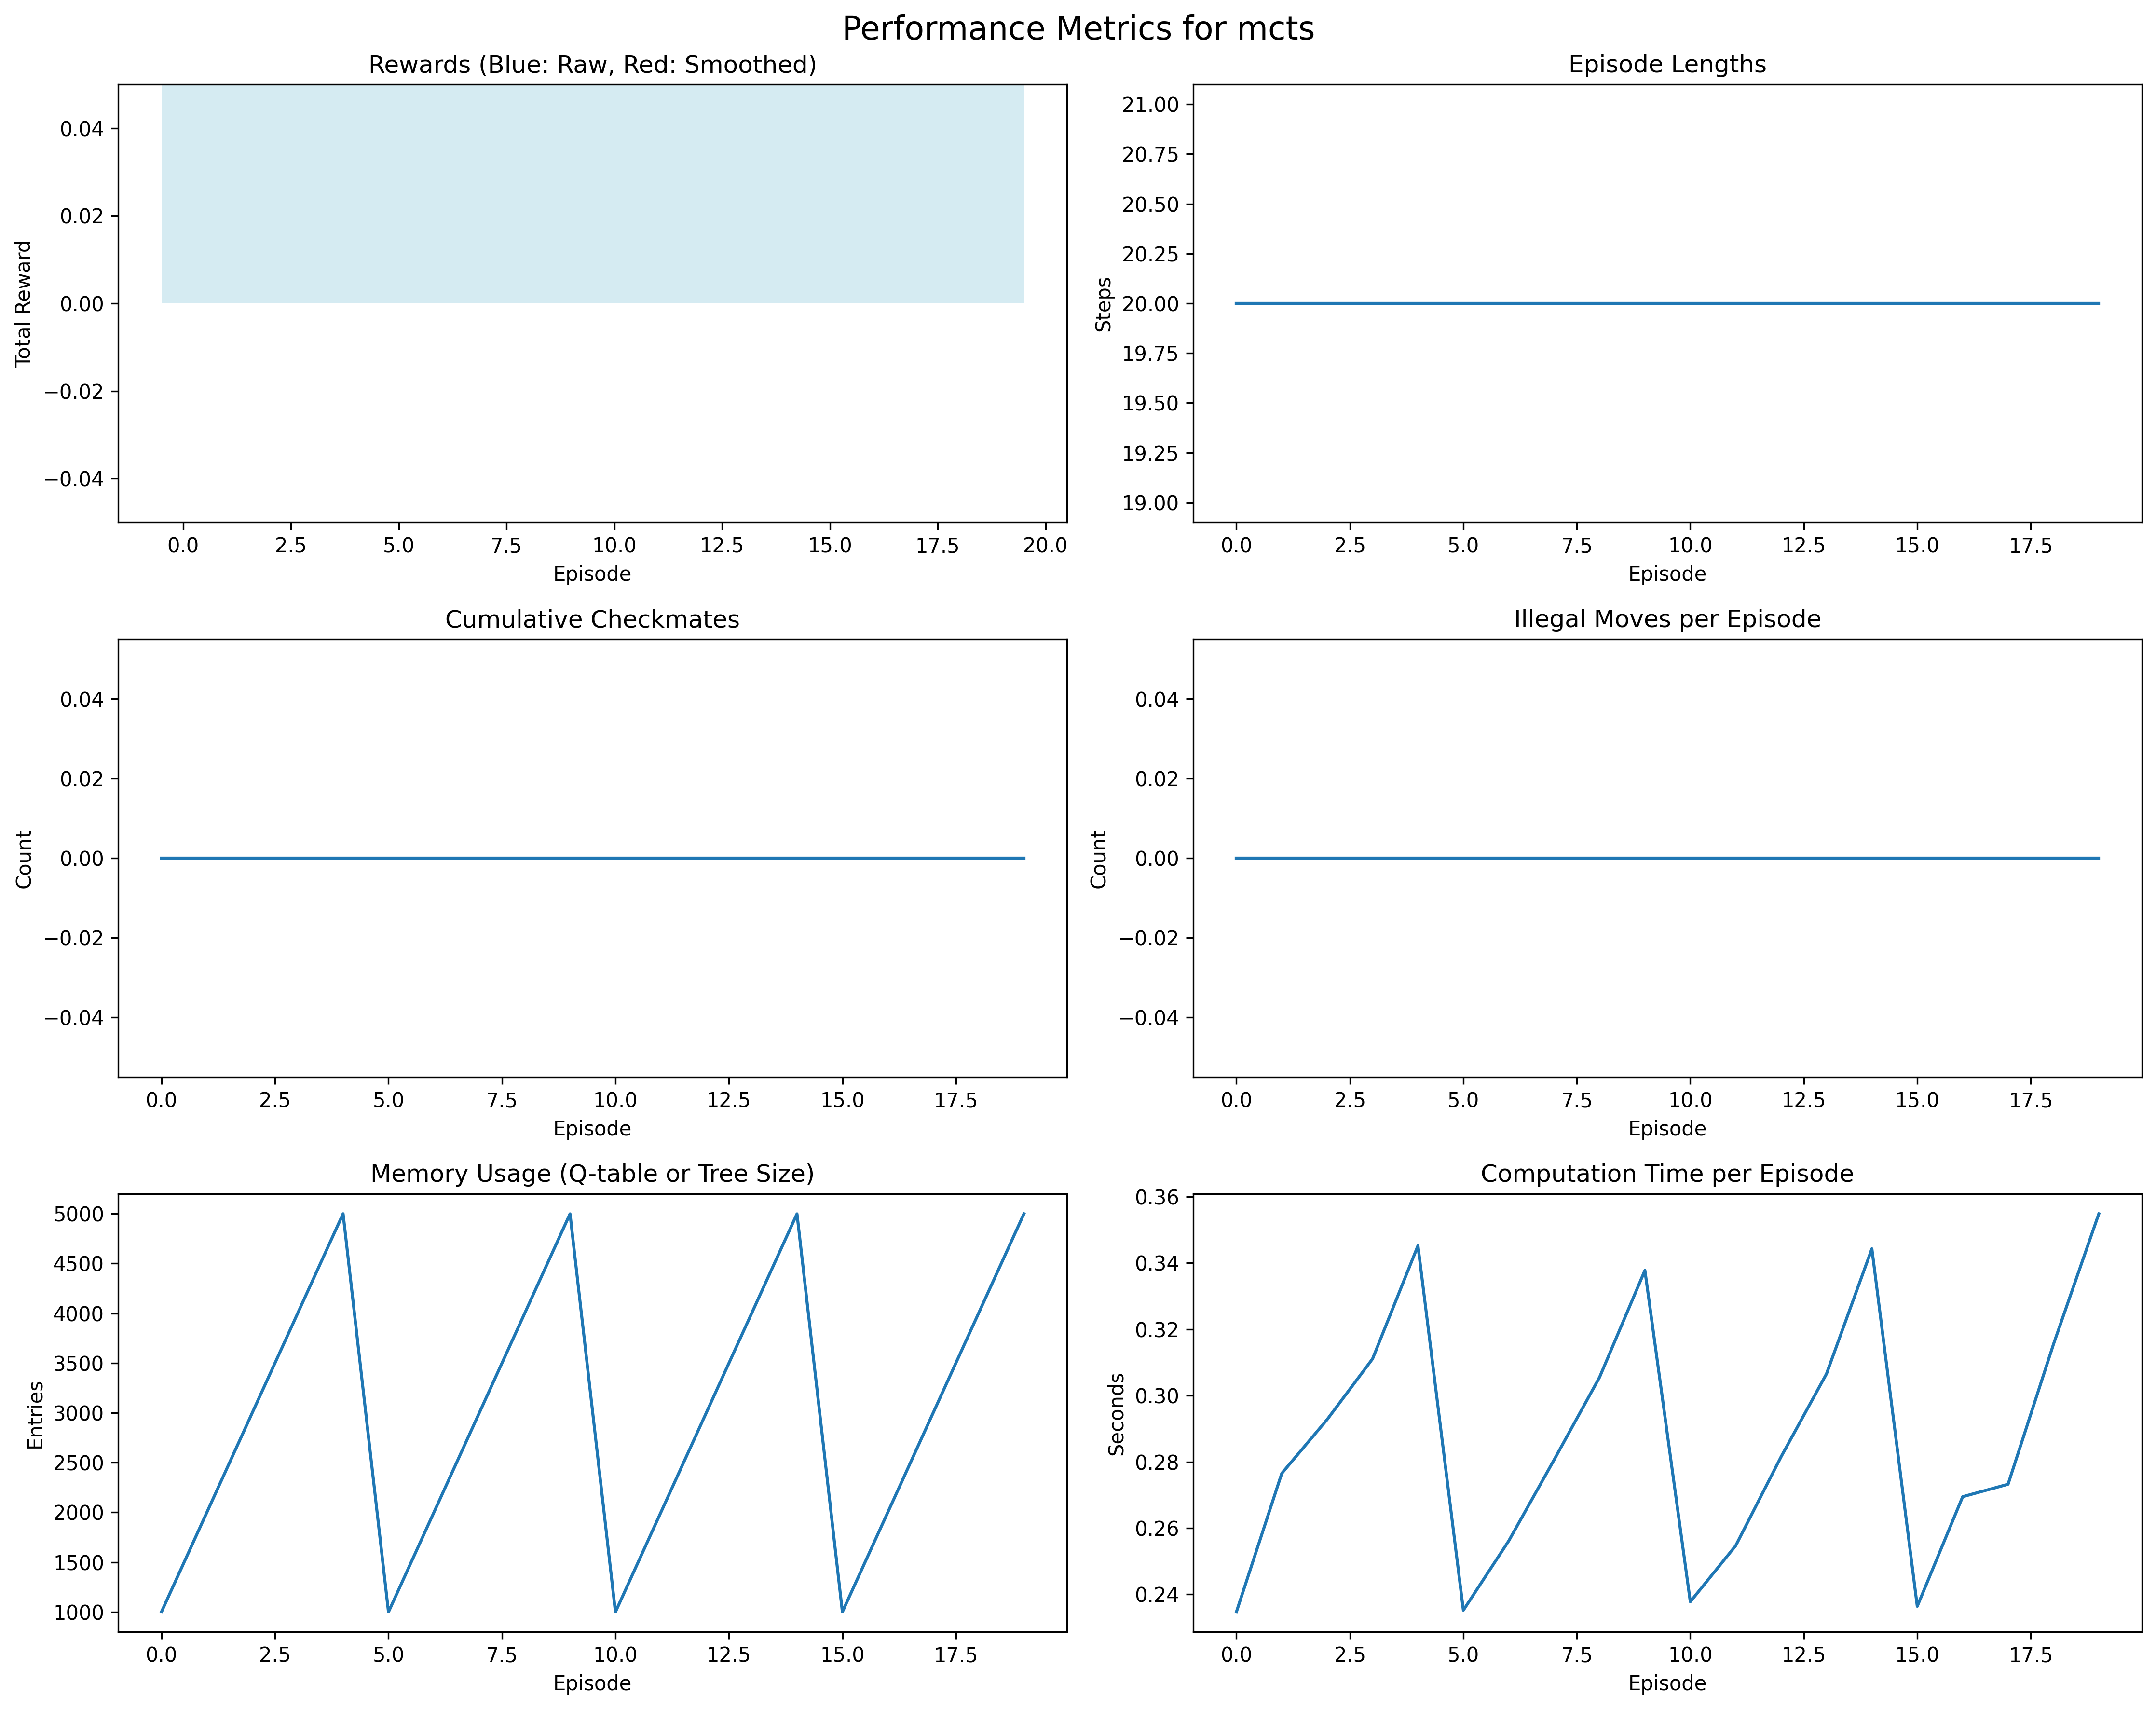 Performance Metrics for mcts
Rewards (Blue: Raw, Red: Smoothed)
Total Reward
0.04
0.02
0.00
−0.02
−0.04
0.0 2.5 5.0 7.5 10.0 12.5 15.0 17.5 20.0
Episode
Episode Lengths
Steps
21.00
20.75
20.50
20.25
20.00
19.75
19.50
19.25
19.00
0.0 2.5 5.0 7.5 10.0 12.5 15.0 17.5
Episode
Cumulative Checkmates
Count
0.04
0.02
0.00
−0.02
−0.04
0.0 2.5 5.0 7.5 10.0 12.5 15.0 17.5
Episode
Illegal Moves per Episode
Count
0.04
0.02
0.00
−0.02
−0.04
0.0 2.5 5.0 7.5 10.0 12.5 15.0 17.5
Episode
Memory Usage (Q-table or Tree Size)
Entries
5000
4500
4000
3500
3000
2500
2000
1500
1000
0.0 2.5 5.0 7.5 10.0 12.5 15.0 17.5
Episode
Computation Time per Episode
Seconds
0.36
0.34
0.32
0.30
0.28
0.26
0.24
0.0 2.5 5.0 7.5 10.0 12.5 15.0 17.5
Episode